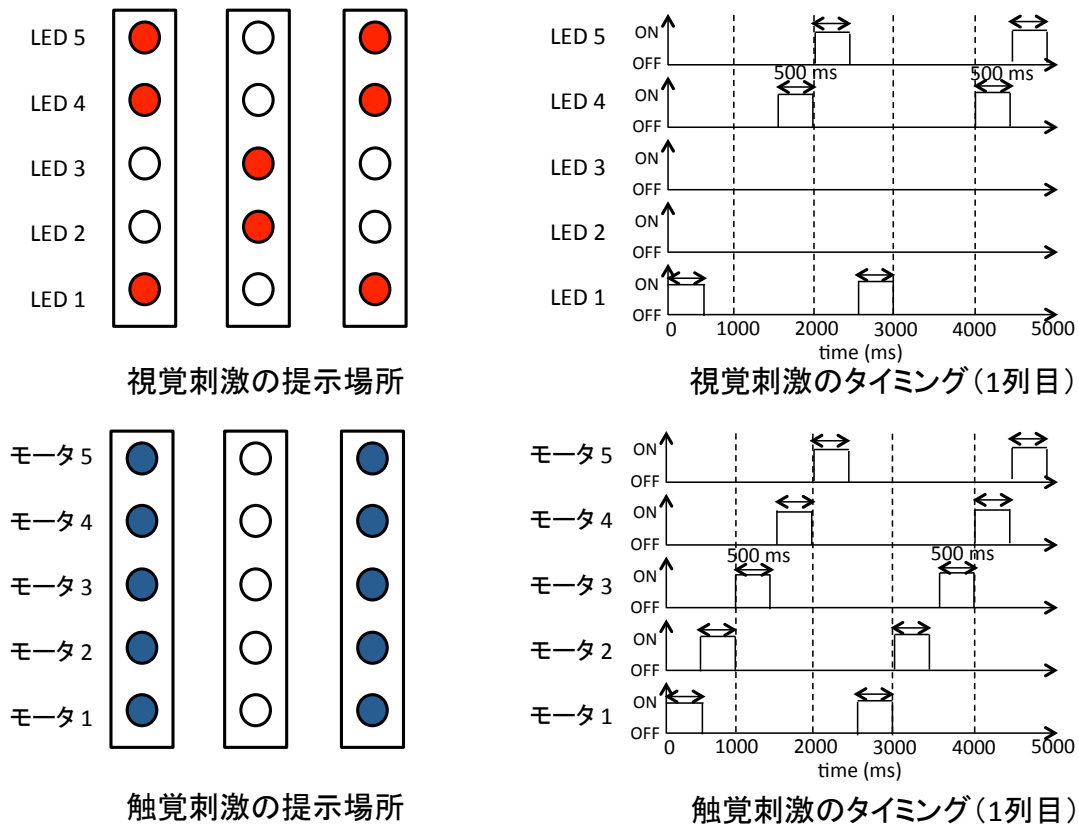 LED 5
LED 4
LED 3
LED 2
LED 1
視覚刺激の提示場所
LED 5
ON
OFF
500 ms
500 ms
LED 4
ON
OFF
LED 3
ON
OFF
LED 2
ON
OFF
LED 1
ON
OFF
0 1000 2000 3000 4000 5000
time (ms)
視覚刺激のタイミング(1列目)
モータ5
モータ4
モータ3
モータ2
モータ1
触覚刺激の提示場所
モータ5
ON
OFF
モータ4
ON
OFF
500 ms
500 ms
モータ3
ON
OFF
モータ2
ON
OFF
モータ1
ON
OFF
0 1000 2000 3000 4000 5000
time (ms)
触覚刺激のタイミング(1列目)